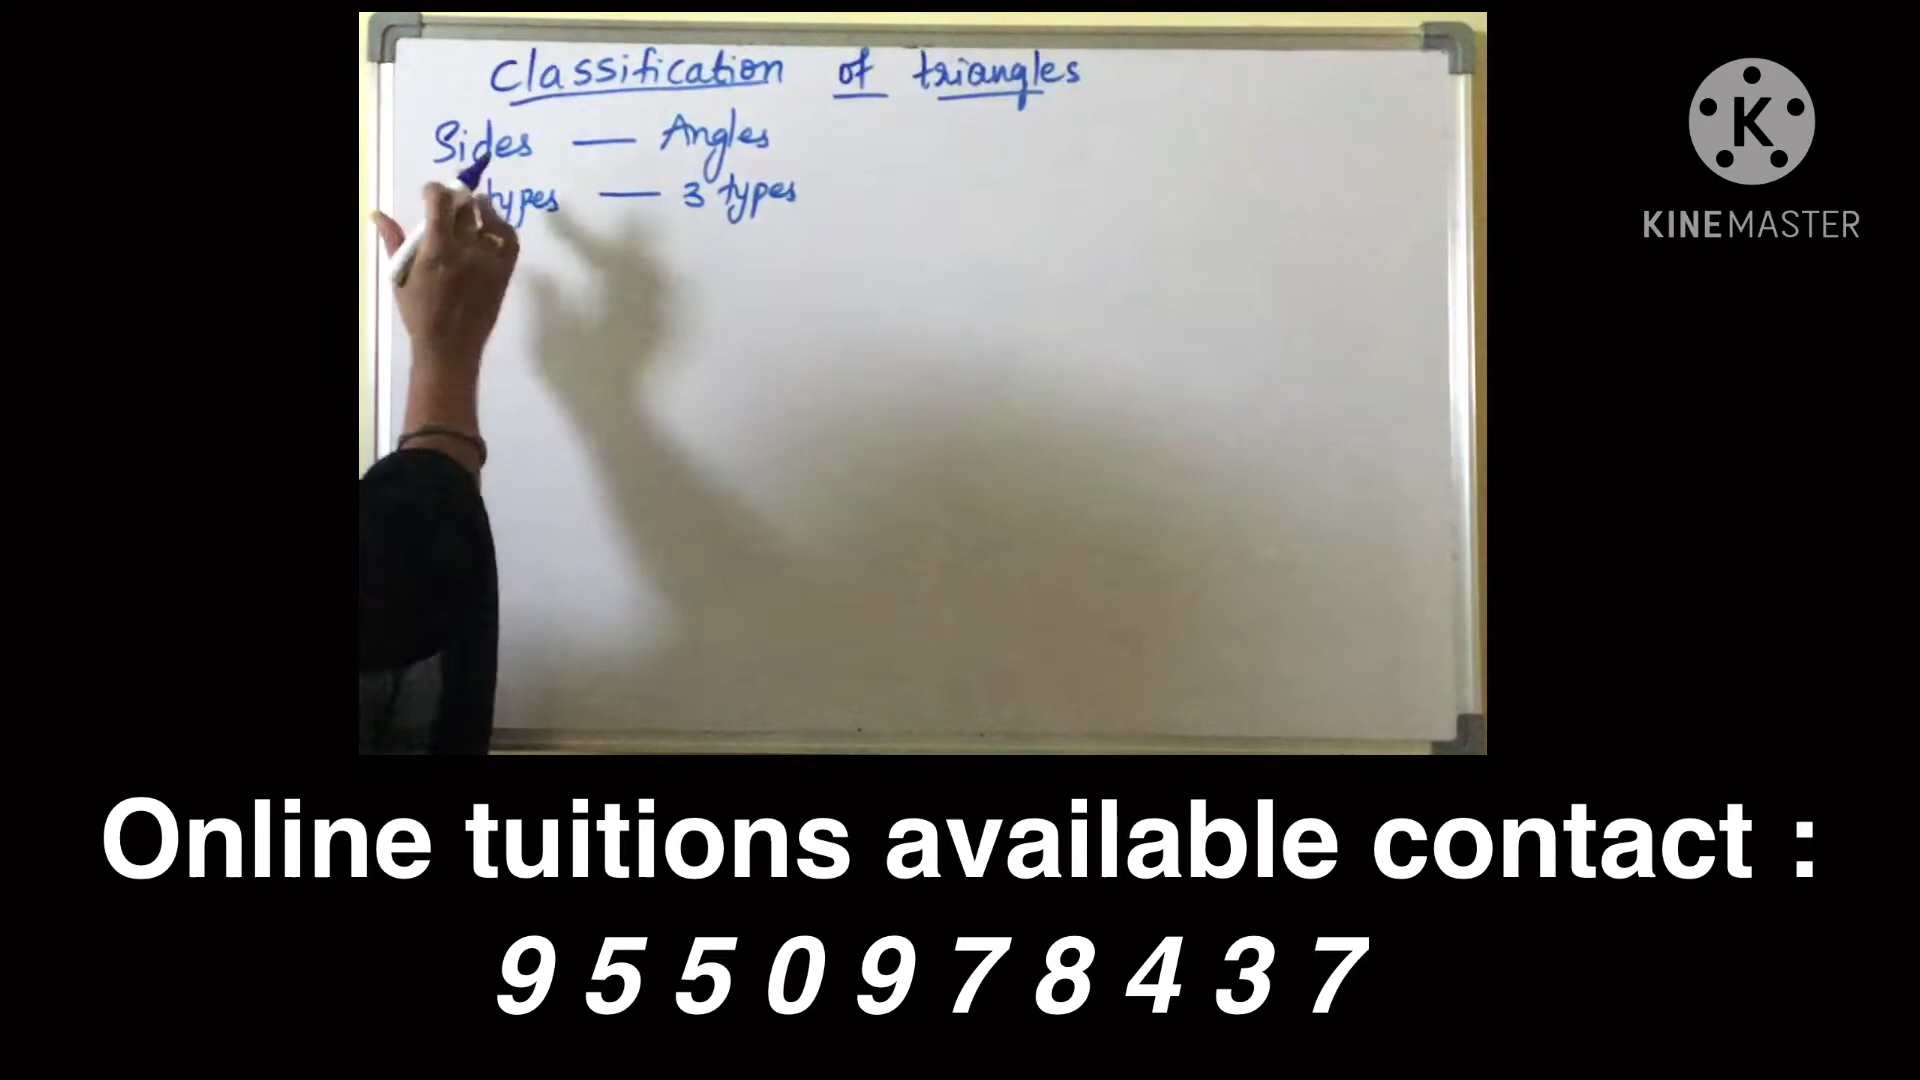 Classification of triangles
Sides — Angles
types — 3 types
KINEMASTER
Online tuitions available contact :
9 5 5 0 9 7 8 4 3 7